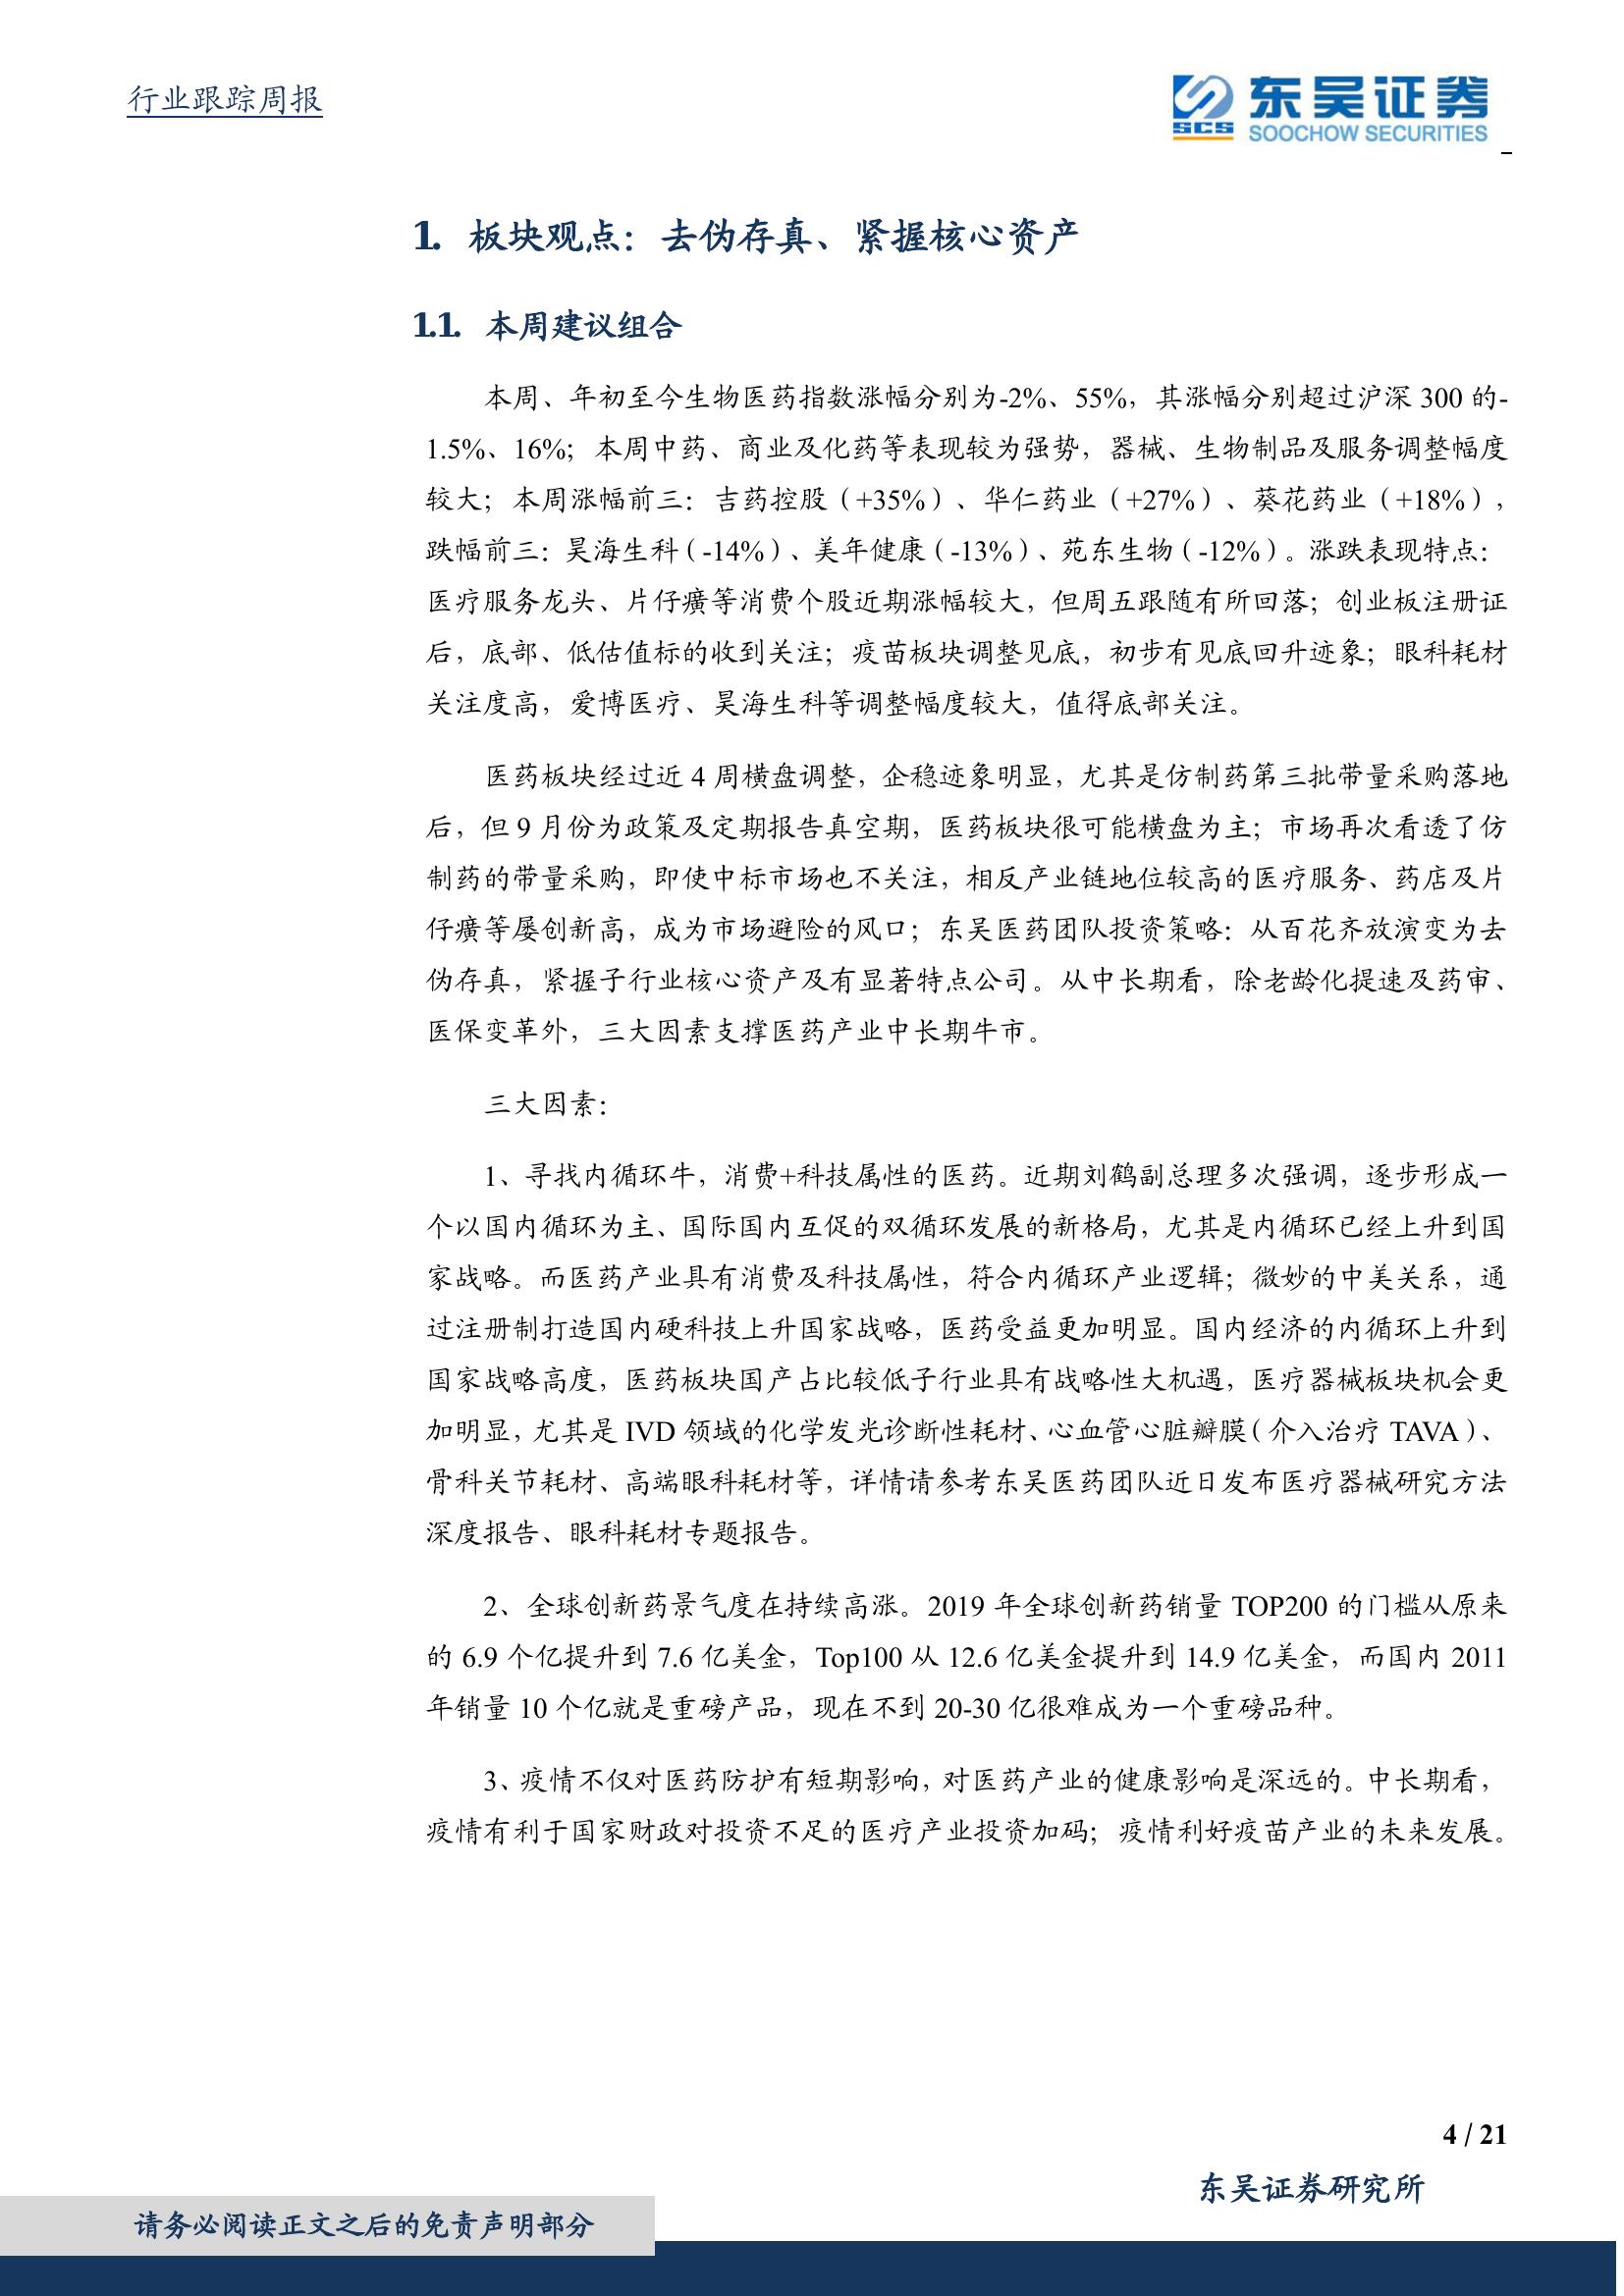 行业跟踪周报
SCS 东吴证券
SOOCHOW SECURITIES
1. 板块观点：去伪存真、紧握核心资产
1.1. 本周建议组合
本周、年初至今生物医药指数涨幅分别为-2%、55%，其涨幅分别超过沪深 300 的-
1.5%、16%；本周中药、商业及化药等表现较为强势，器械、生物制品及服务调整幅度
较大；本周涨幅前三：吉药控股（+35%）、华仁药业（+27%）、葵花药业（+18%），
跌幅前三：昊海生科（-14%）、美年健康（-13%）、苑东生物（-12%）。涨跌表现特点：
医疗服务龙头、片仔癀等消费个股近期涨幅较大，但周五跟随有所回落；创业板注册证
后，底部、低估值标的收到关注；疫苗板块调整见底，初步有见底回升迹象；眼科耗材
关注度高，爱博医疗、昊海生科等调整幅度较大，值得底部关注。
医药板块经过近 4 周横盘调整，企稳迹象明显，尤其是仿制药第三批带量采购落地
后，但 9 月份为政策及定期报告真空期，医药板块很可能横盘为主；市场再次看透了仿
制药的带量采购，即使中标市场也不关注，相反产业链地位较高的医疗服务、药店及片
仔癀等屡创新高，成为市场避险的风口；东吴医药团队投资策略：从百花齐放演变为去
伪存真，紧握子行业核心资产及有显著特点公司。从中长期看，除老龄化提速及药审、
医保变革外，三大因素支撑医药产业中长期牛市。
三大因素：
1、寻找内循环牛，消费+科技属性的医药。近期刘鹤副总理多次强调，逐步形成一
个以国内循环为主、国际国内互促的双循环发展的新格局，尤其是内循环已经上升到国
家战略。而医药产业具有消费及科技属性，符合内循环产业逻辑；微妙的中美关系，通
过注册制打造国内硬科技上升国家战略，医药受益更加明显。国内经济的内循环上升到
国家战略高度，医药板块国产占比较低子行业具有战略性大机遇，医疗器械板块机会更
加明显，尤其是 IVD 领域的化学发光诊断性耗材、心血管心脏瓣膜（介入治疗 TAVA）、
骨科关节耗材、高端眼科耗材等，详情请参考东吴医药团队近日发布医疗器械研究方法
深度报告、眼科耗材专题报告。
2、全球创新药景气度在持续高涨。2019 年全球创新药销量 TOP200 的门槛从原来
的 6.9 个亿提升到 7.6 亿美金，Top100 从 12.6 亿美金提升到 14.9 亿美金，而国内 2011
年销量 10 个亿就是重磅产品，现在不到 20-30 亿很难成为一个重磅品种。
3、疫情不仅对医药防护有短期影响，对医药产业的健康影响是深远的。中长期看，
疫情有利于国家财政对投资不足的医疗产业投资加码；疫情利好疫苗产业的未来发展。
4 / 21
东吴证券研究所
请务必阅读正文之后的免责声明部分